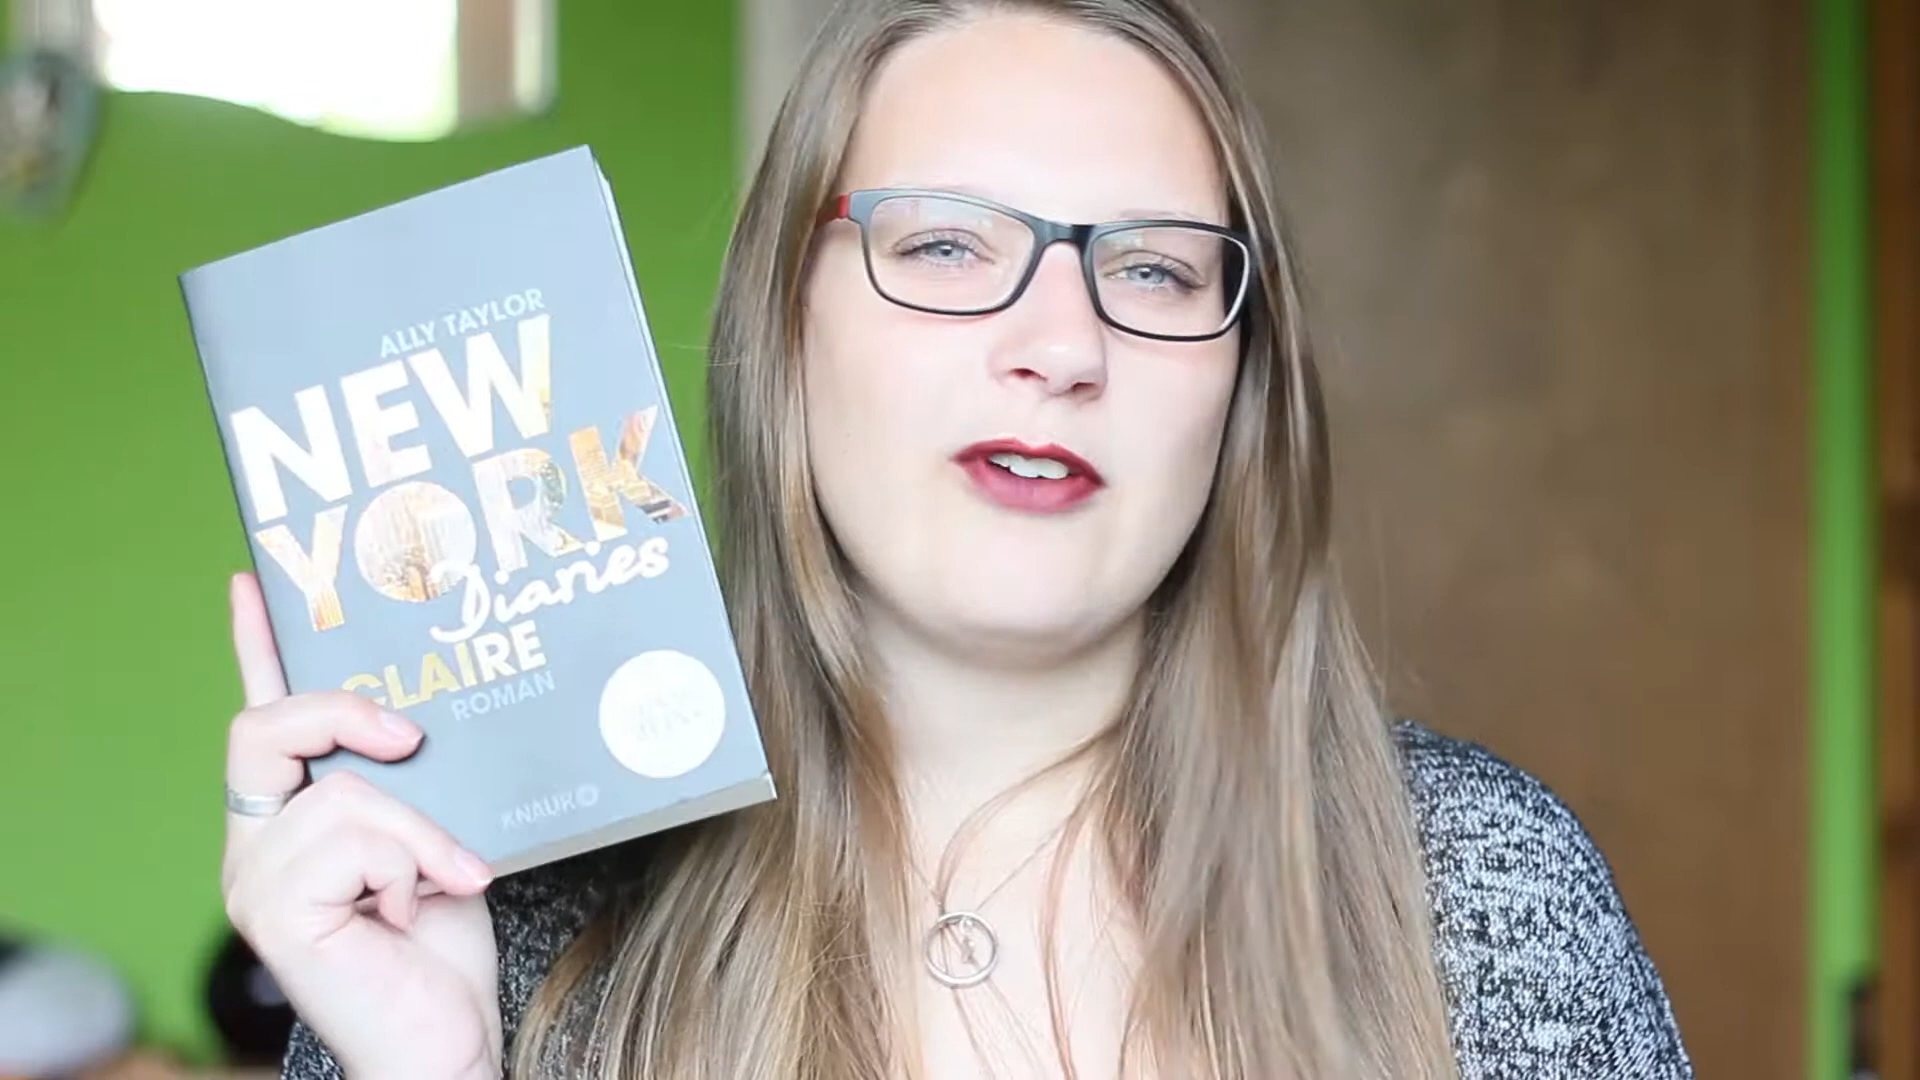 ALLY TAYLOR
NEW
YORK
Diaries
CLAIRE
ROMAN
KNAUR